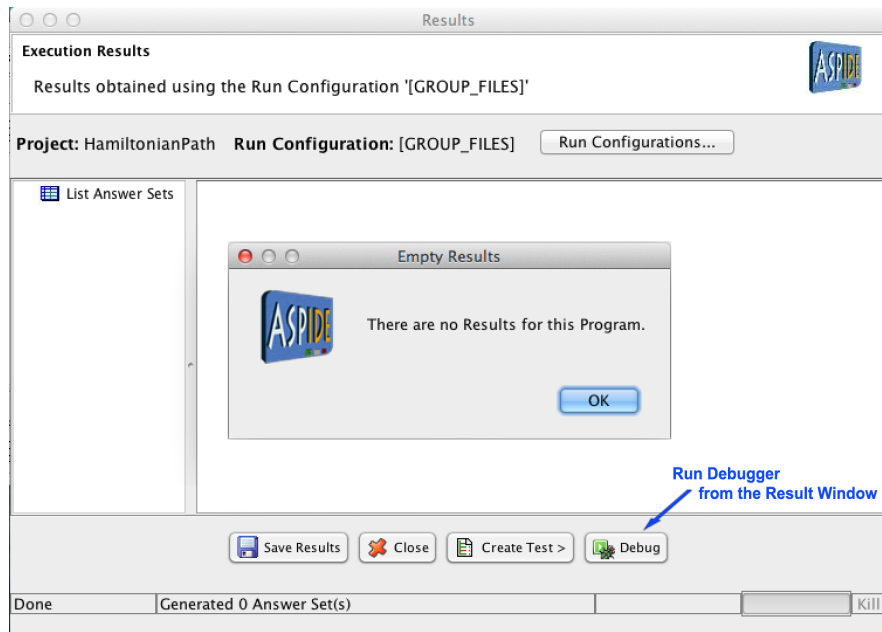 Results
Execution Results
ASPIDE
Results obtained using the Run Configuration '[GROUP_FILES]'
Project: HamiltonianPath Run Configuration: [GROUP_FILES] Run Configurations...
List Answer Sets
Empty Results
ASPIDE
There are no Results for this Program.
OK
Run Debugger
from the Result Window
Save Results Close Create Test > Debug
Done Generated 0 Answer Set(s) Kill